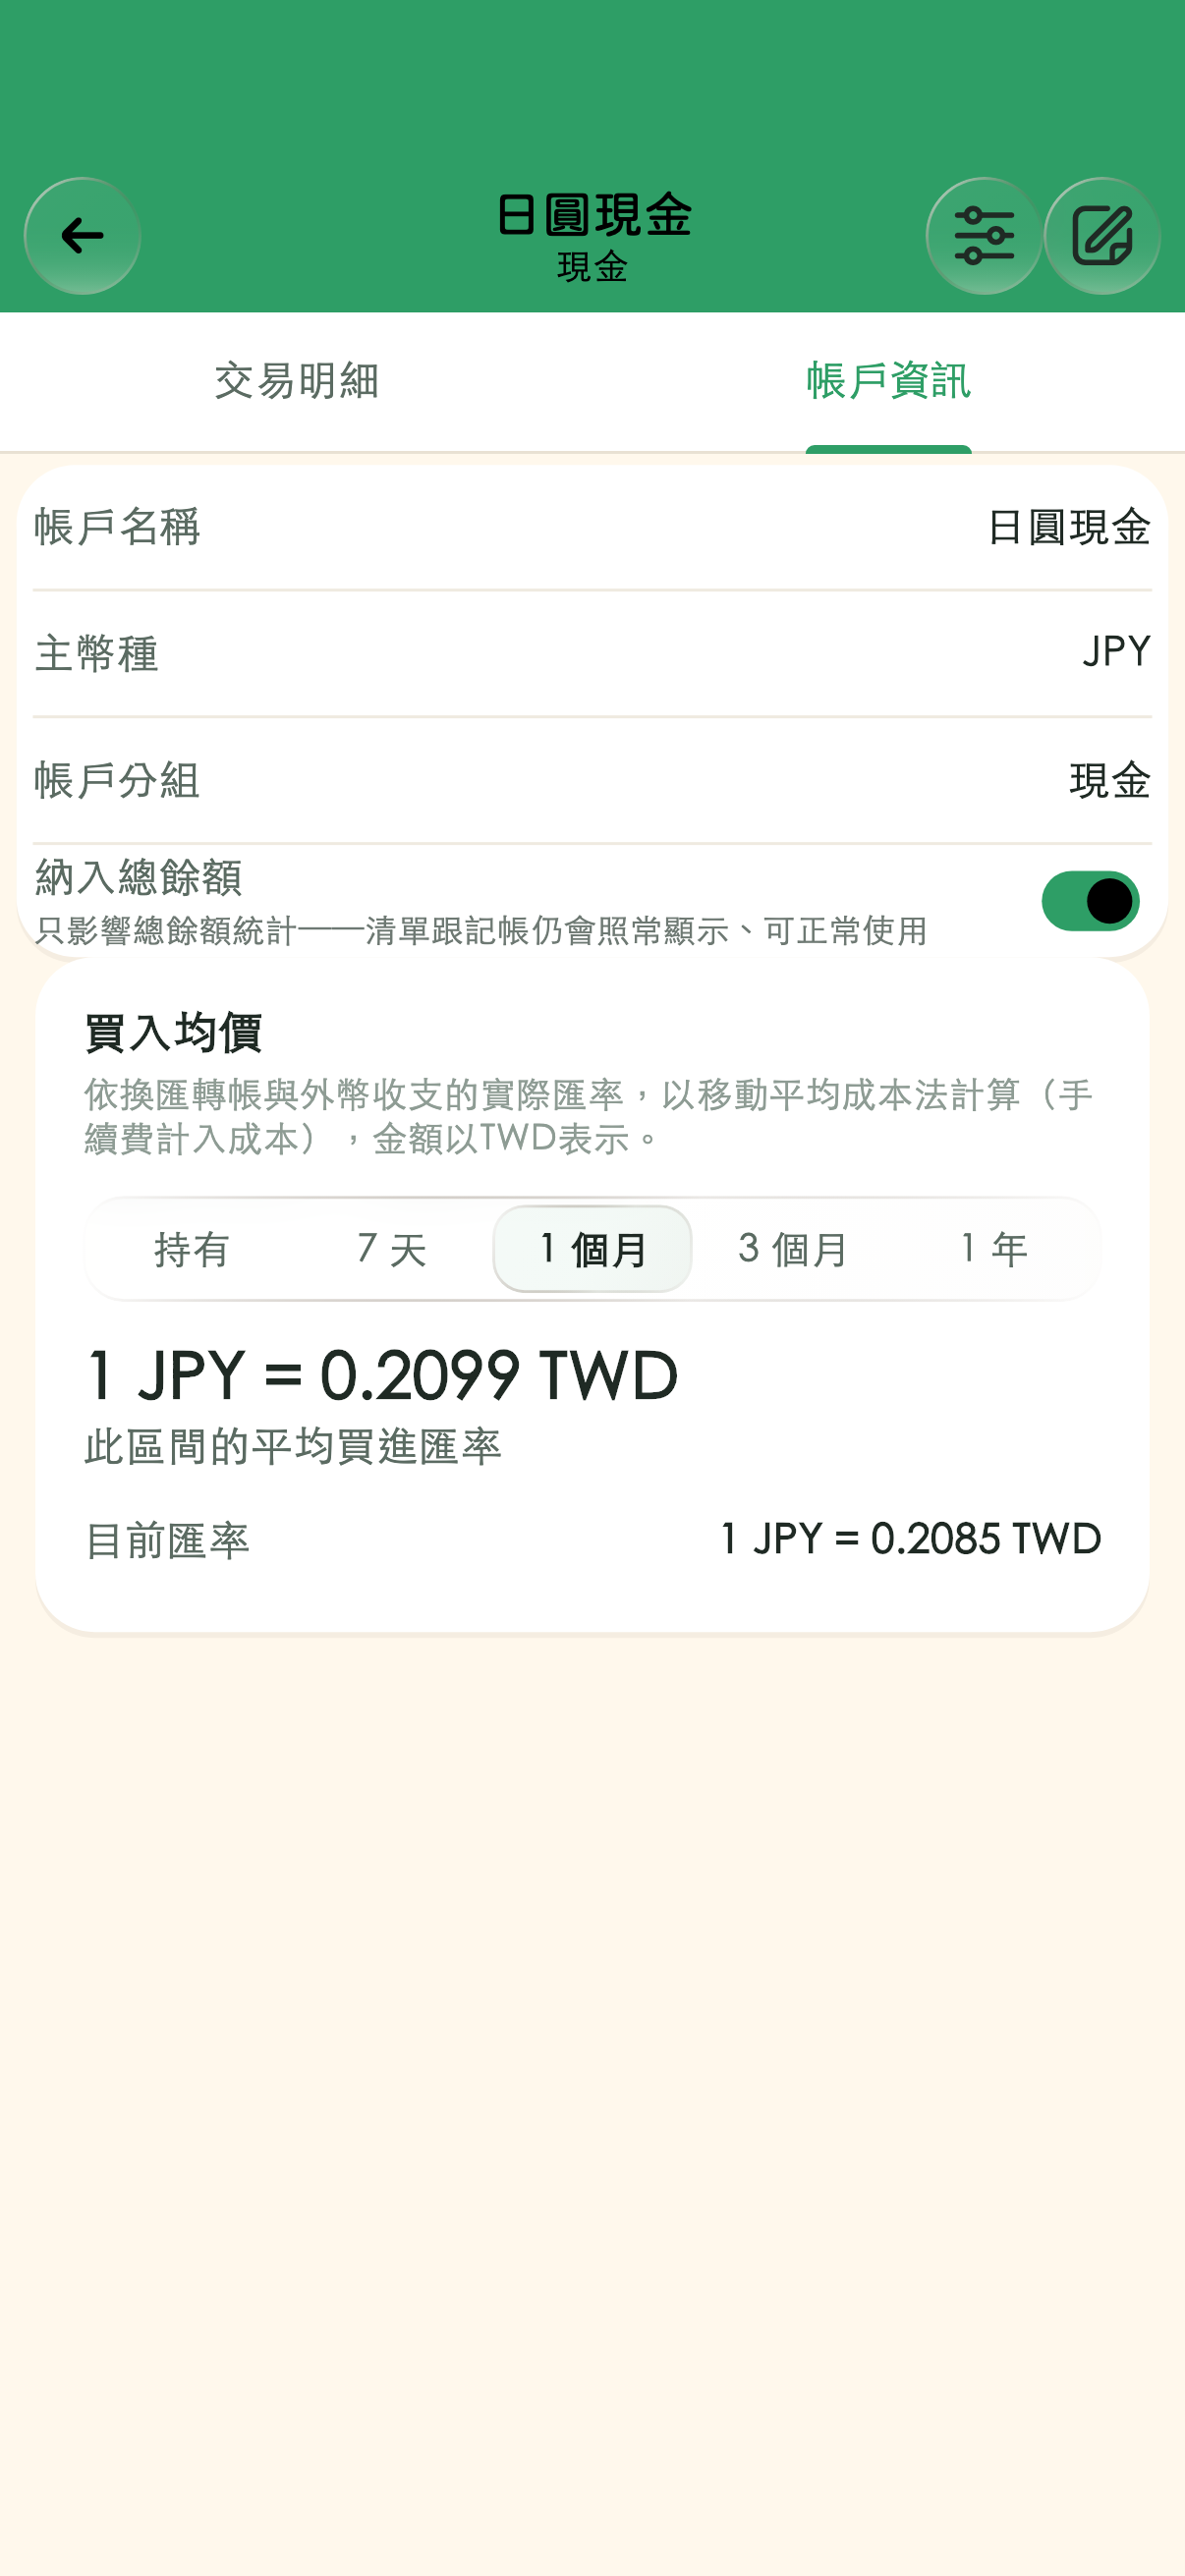 日圓現金
現金
交易明細
帳戶資訊
帳戶名稱
日圓現金
主幣種
JPY
帳戶分組
現金
納入總餘額
只影響總餘額統計——清單跟記帳仍會照常顯示、可正常使用
買入均價
依換匯轉帳與外幣收支的實際匯率，以移動平均成本法計算（手
續費計入成本），金額以TWD表示。
持有
7 天
1 個月
3 個月
1 年
1 JPY = 0.2099 TWD
此區間的平均買進匯率
目前匯率
1 JPY = 0.2085 TWD